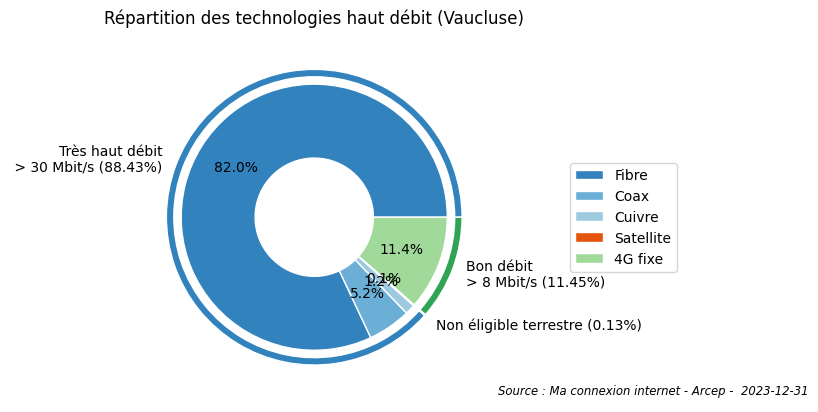 Répartition des technologies haut débit (Vaucluse)
Très haut débit
> 30 Mbit/s (88.43%)
82.0%
Fibre
Coax
Cuivre
Satellite
4G fixe
11.4%
0.1%
1.2%
5.2%
Bon débit
> 8 Mbit/s (11.45%)
Non éligible terrestre (0.13%)
Source : Ma connexion internet - Arcep -  2023-12-31